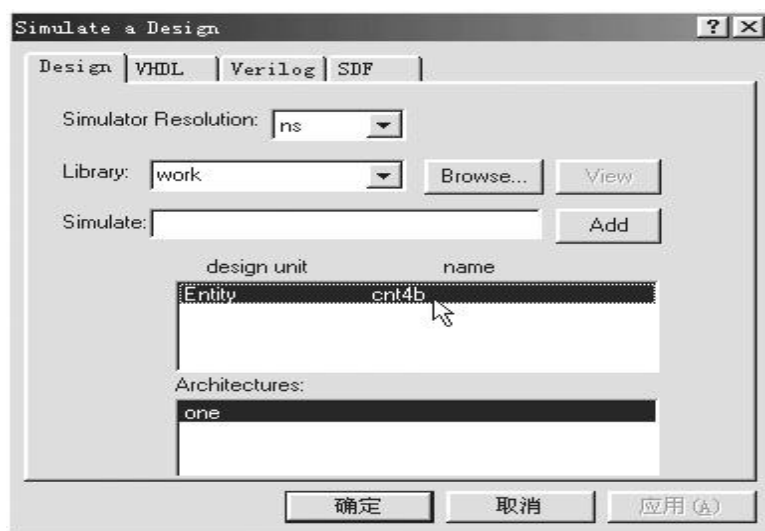 Simulate a Design
Design VHDL Verilog SDF
Simulator Resolution: ns
Library: work Browse... View
Simulate: Add
design unit name
Entity cnt4b
Architectures:
one
确定 取消 应用(A)